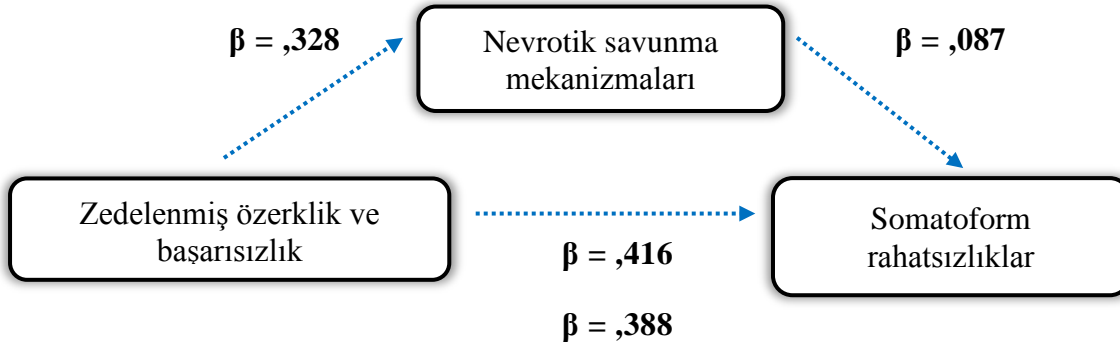 β = ,328
Nevrotik savunma
mekanizmaları
β = ,087
Zedelenmiş özerklik ve
başarısızlık
β = ,416
β = ,388
Somatoform
rahatsızlıklar